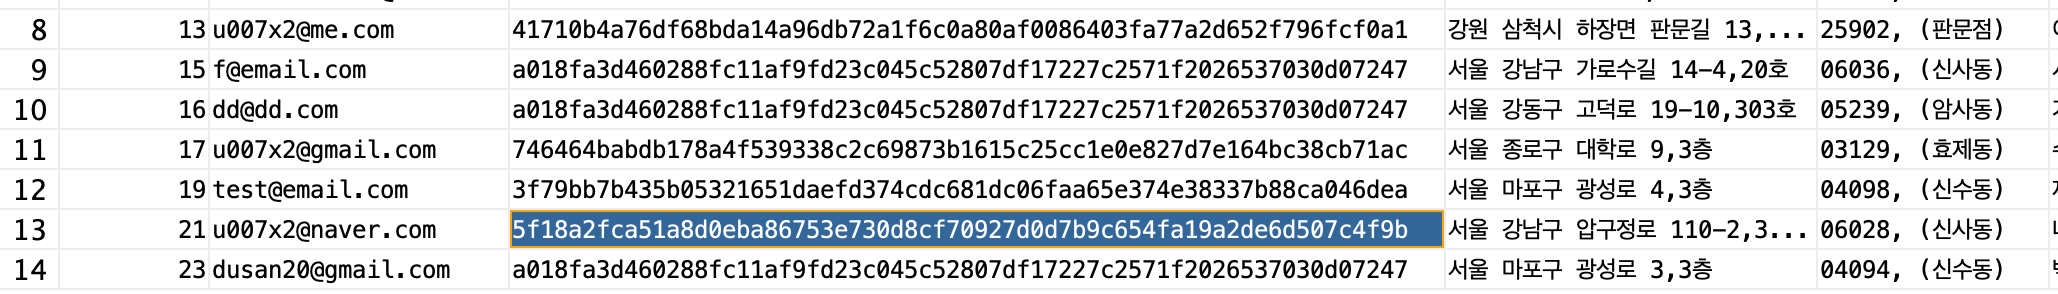 8 13 u007x2@me.com 41710b4a76df68bda14a96db72a1f6c0a80af0086403fa77a2d652f796fcf0a1 강원 삼척시 하장면 판문길 13,... 25902, (판문점)
9 15 f@email.com a018fa3d460288fc11af9fd23c045c52807df17227c2571f2026537030d07247 서울 강남구 가로수길 14-4,20호 06036, (신사동)
10 16 dd@dd.com a018fa3d460288fc11af9fd23c045c52807df17227c2571f2026537030d07247 서울 강동구 고덕로 19-10,303호 05239, (암사동)
11 17 u007x2@gmail.com 746464babdb178a4f539338c2c69873b1615c25cc1e0e827d7e164bc38cb71ac 서울 종로구 대학로 9,3층 03129, (효제동)
12 19 test@email.com 3f79bb7b435b05321651daefd374cdc681dc06faa65e374e38337b88ca046dea 서울 마포구 광성로 4,3층 04098, (신수동)
13 21 u007x2@naver.com 5f18a2fca51a8d0eba86753e730d8cf70927d0d7b9c654fa19a2de6d507c4f9b 서울 강남구 압구정로 110-2,3... 06028, (신사동)
14 23 dusan20@gmail.com a018fa3d460288fc11af9fd23c045c52807df17227c2571f2026537030d07247 서울 마포구 광성로 3,3층 04094, (신수동)